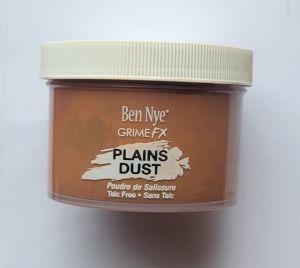 Ben Nye®
GRIME FX
PLAINS
DUST
Poudre de Salissure
Talc Free • Sans Talc